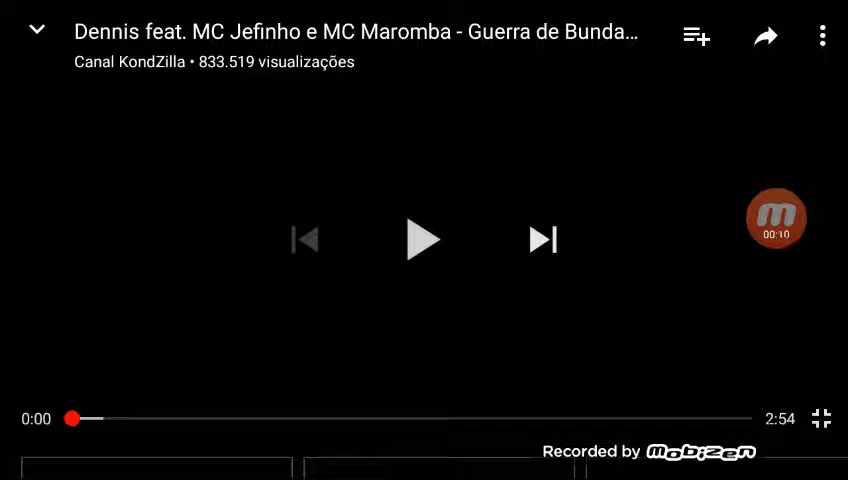 Dennis feat. MC Jefinho e MC Maromba - Guerra de Bunda...
Canal KondZilla • 833.519 visualizações
00:10
0:00
2:54
Recorded by mobizen